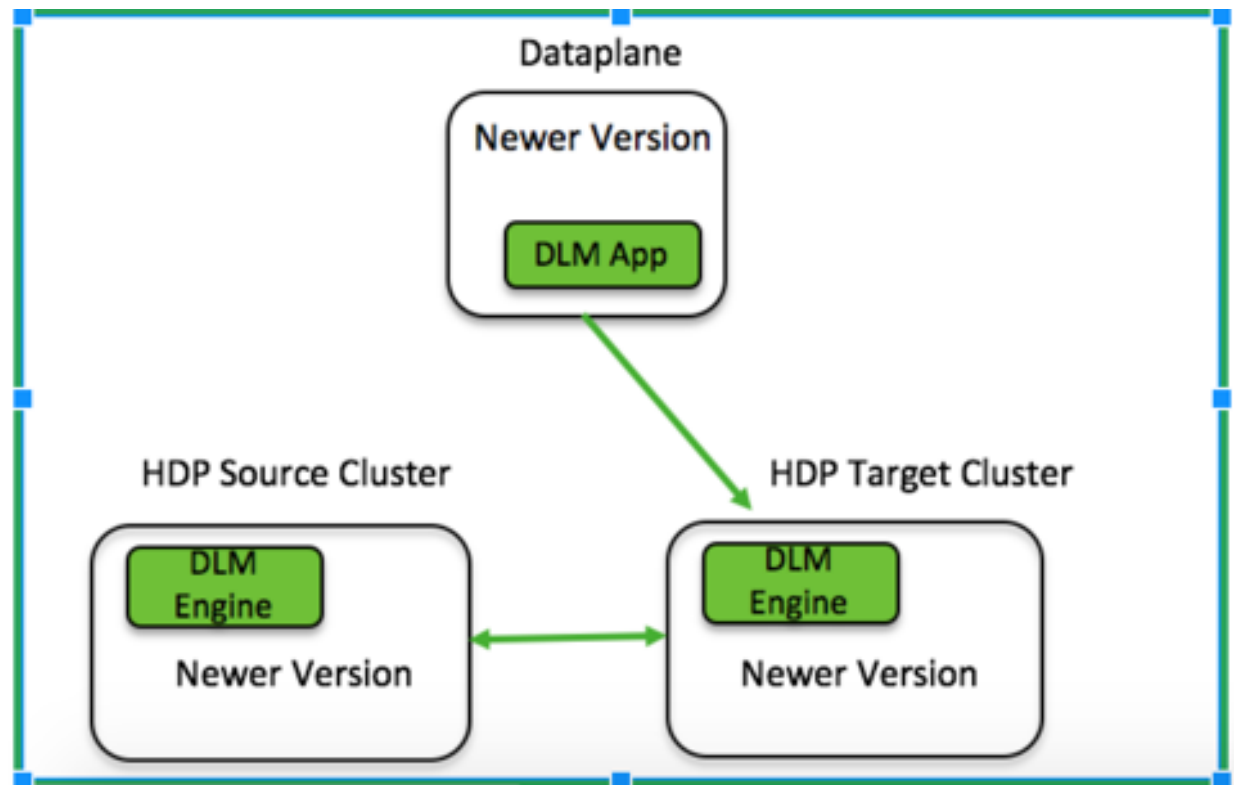 Dataplane
Newer Version
DLM App
HDP Source Cluster
HDP Target Cluster
DLM
Engine
Newer Version
DLM
Engine
Newer Version